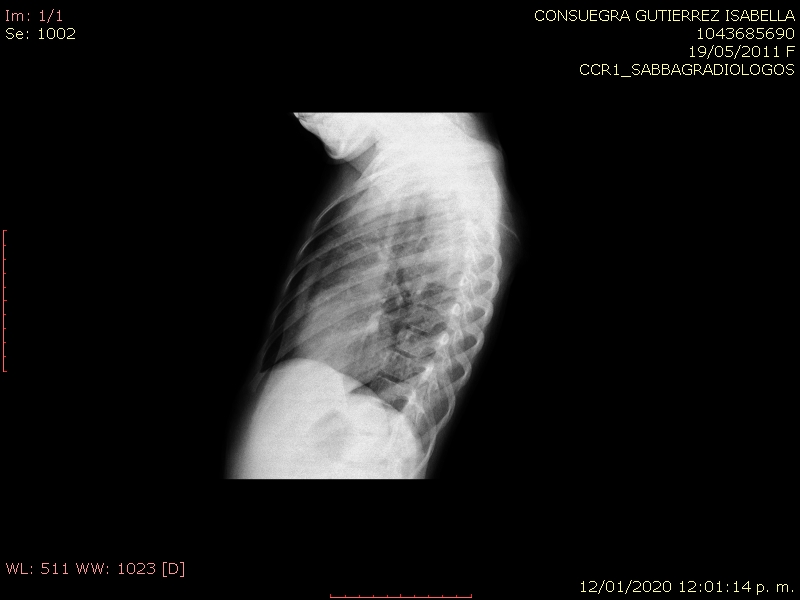 Im: 1/1
Se: 1002
CONSUEGRA GUTIERREZ ISABELLA
1043685690
19/05/2011 F
CCR1_SABBAGRADIOLOGOS
WL: 511 WW: 1023 [D]
12/01/2020 12:01:14 p. m.